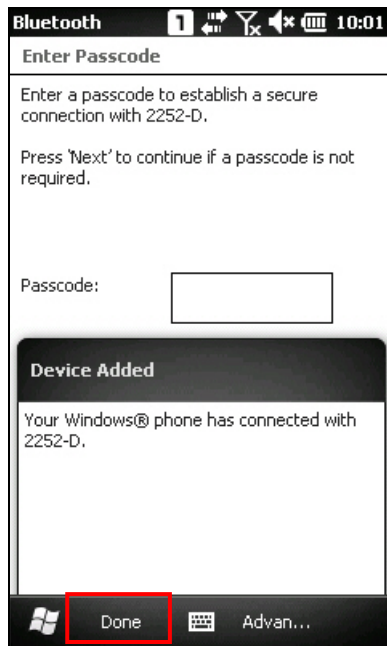 Bluetooth 1 10:01
Enter Passcode
Enter a passcode to establish a secure
connection with 2252-D.
Press 'Next' to continue if a passcode is not
required.
Passcode:
Device Added
Your Windows® phone has connected with
2252-D.
Done Advan...